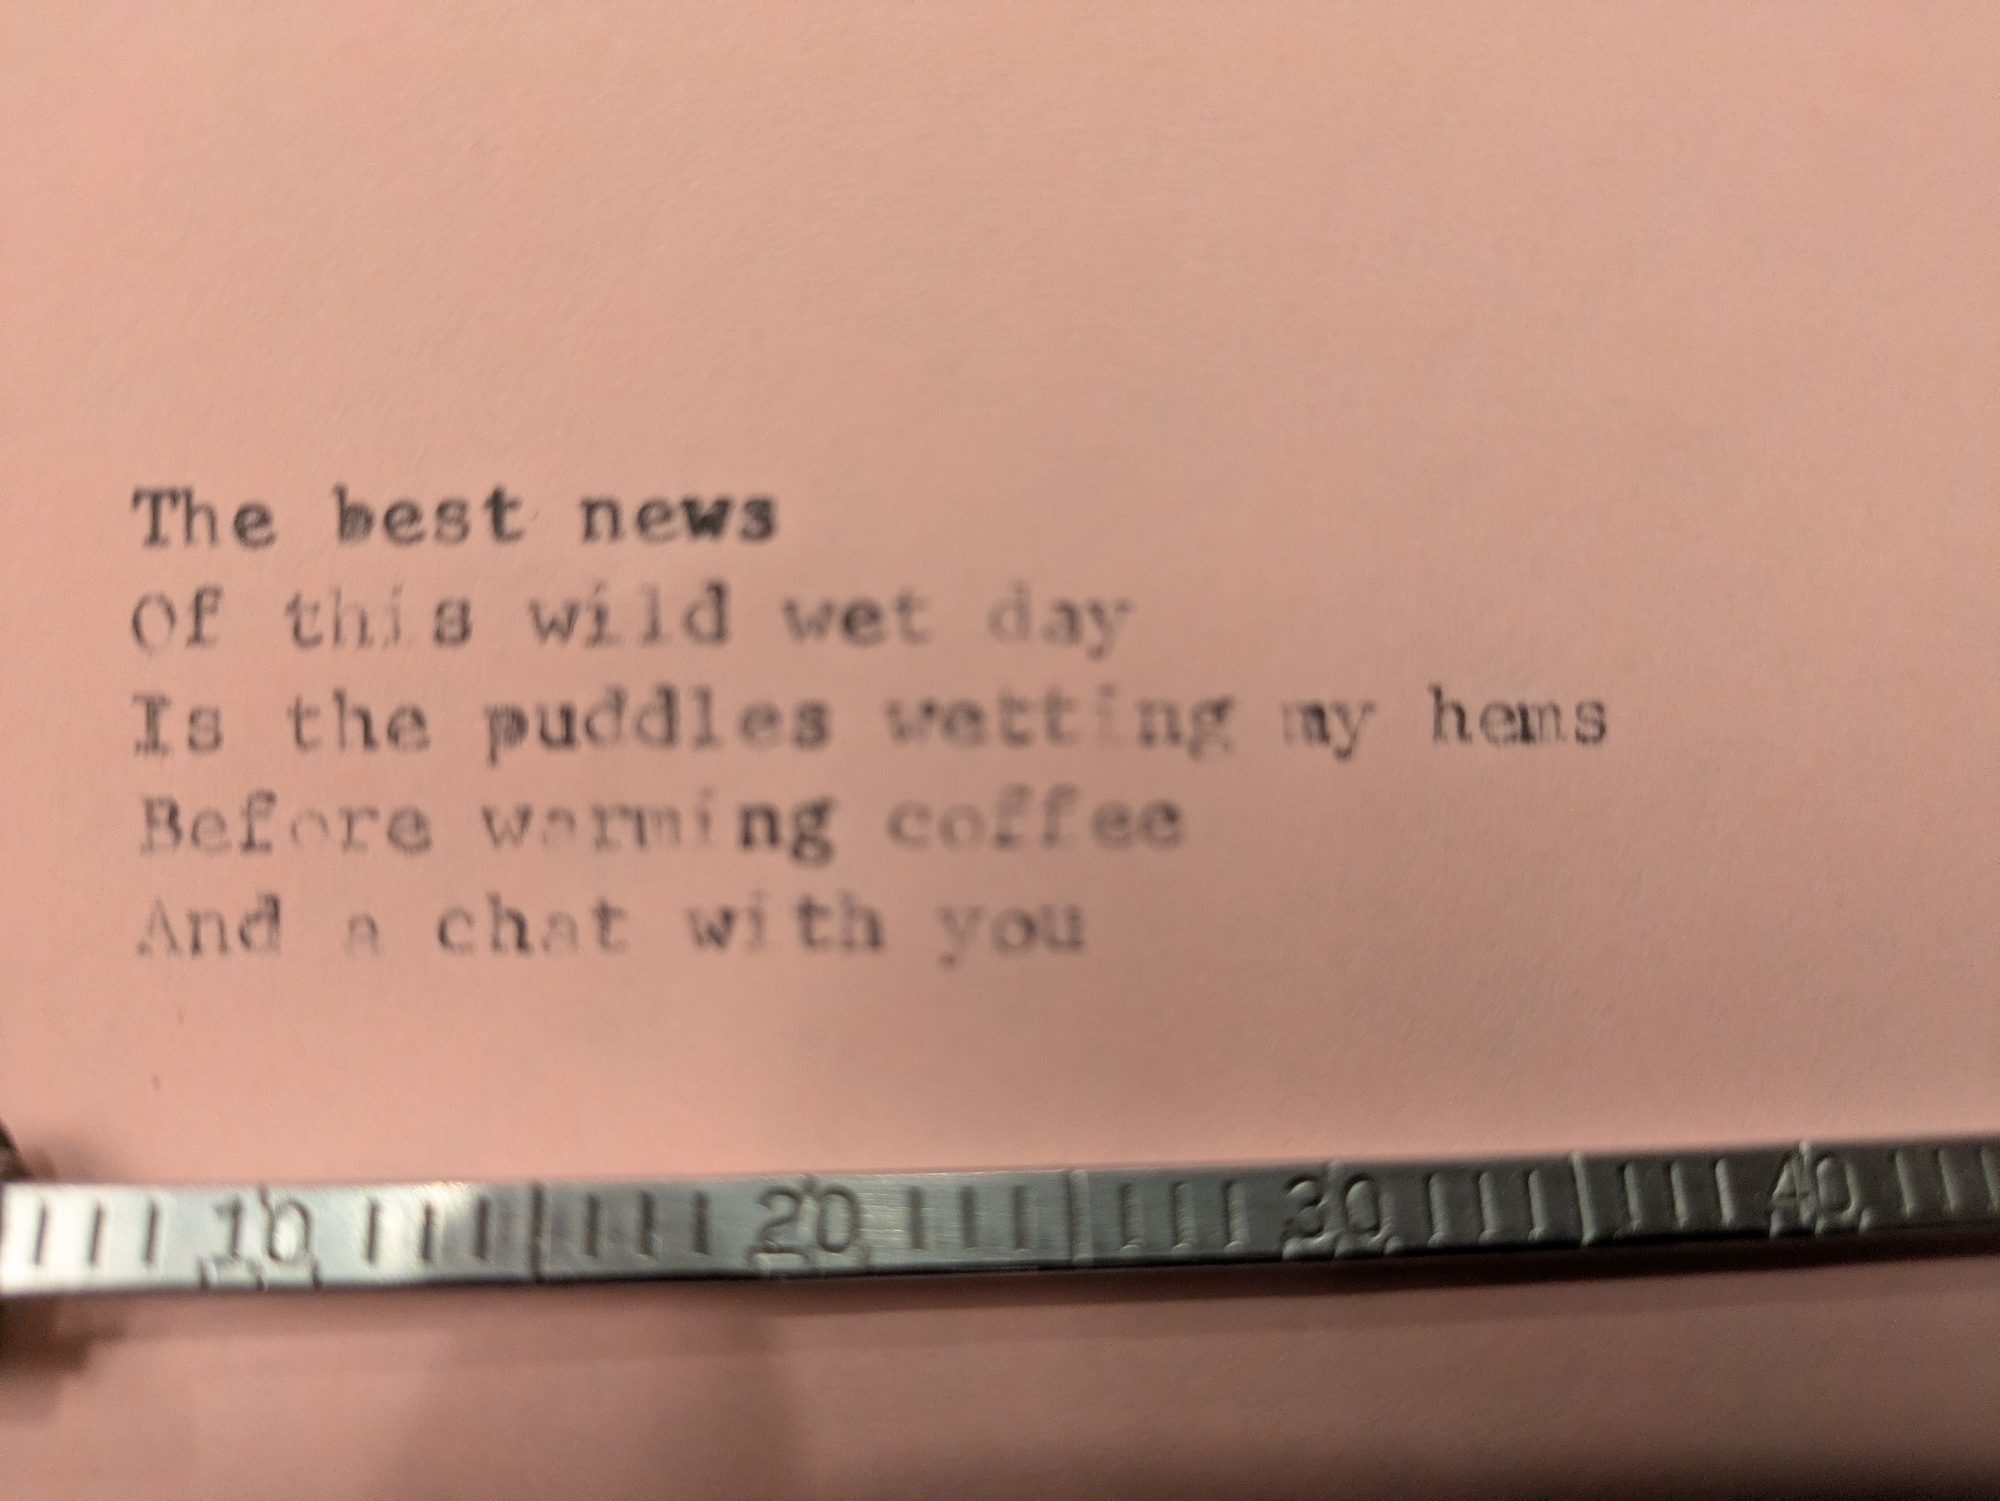 The best news
Of this wild wet day
Is the puddles wetting my hems
Before warming coffee
And a chat with you
10 20 30 40